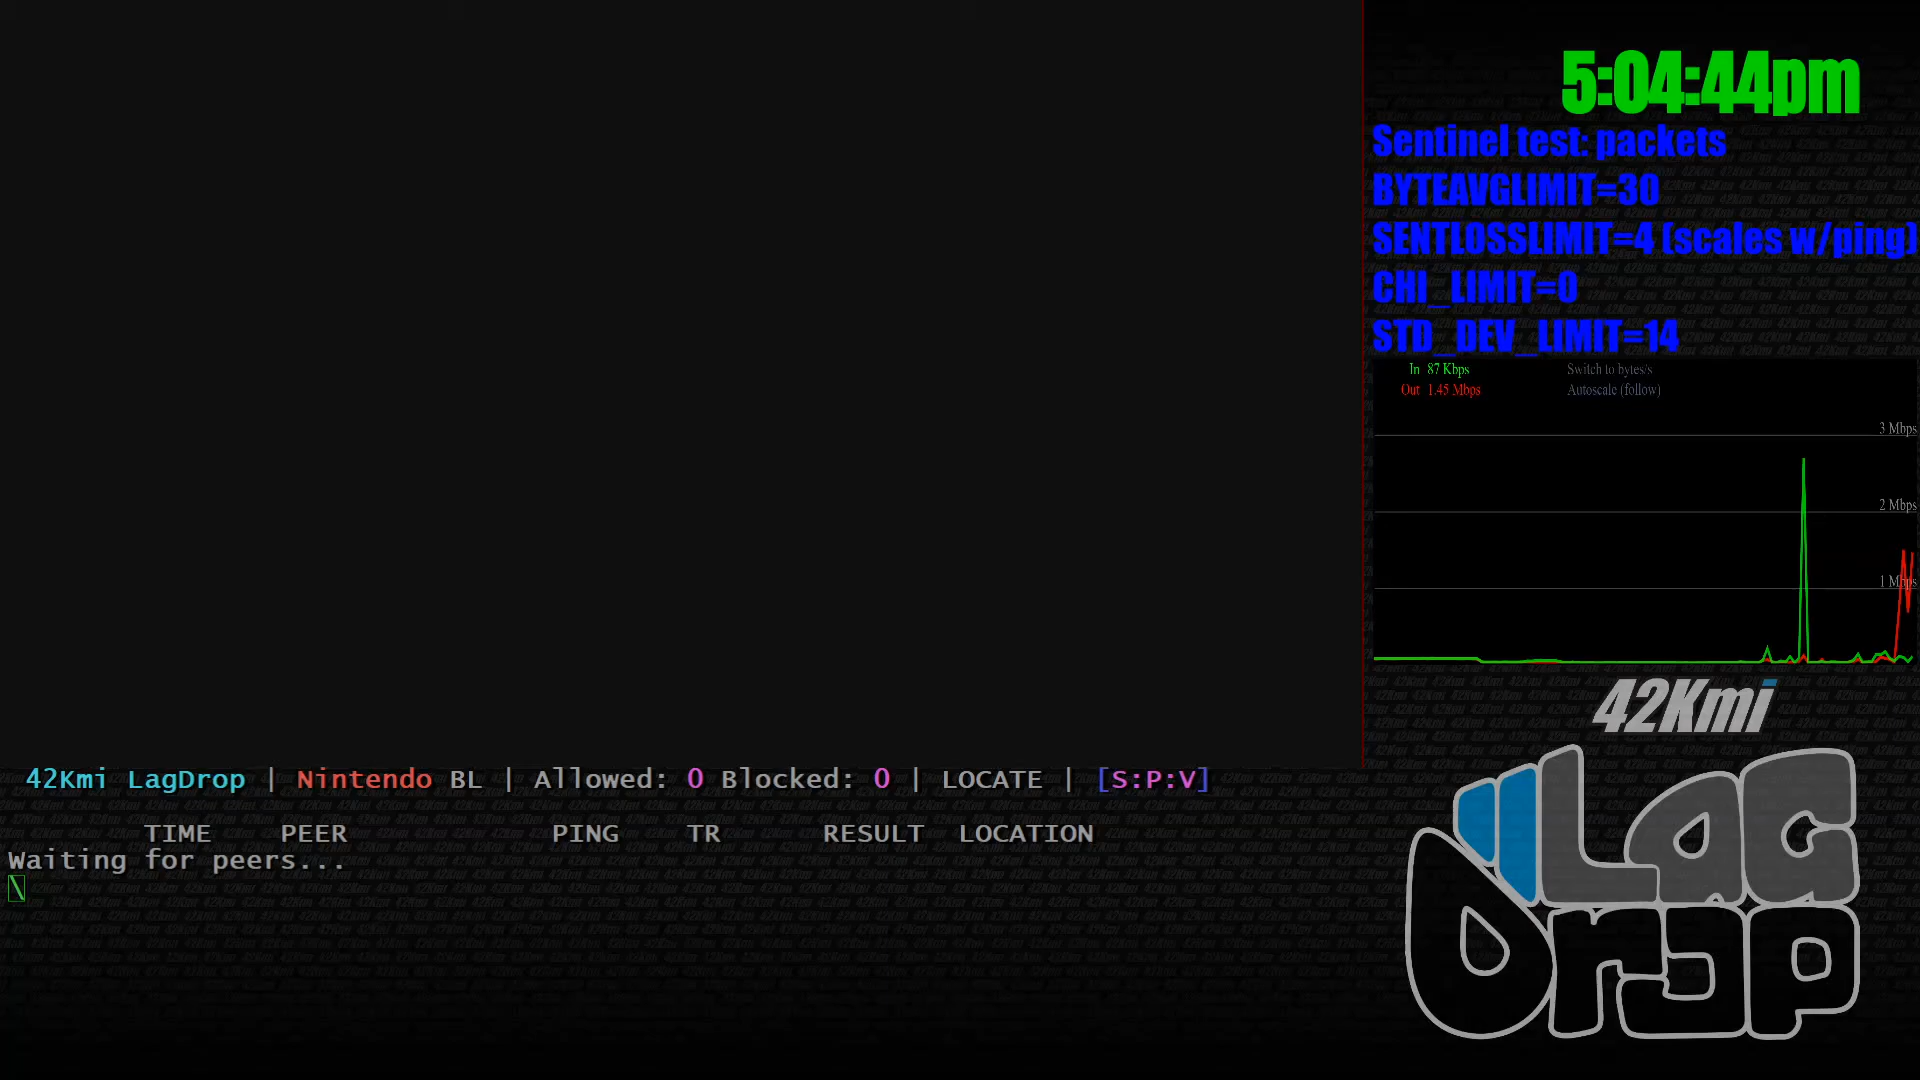 5:04:44pm
Sentinel test: packets
BYTEAVGLIMIT=30
SENTLOSSLIMIT=4 (scales w/ping)
CHI_LIMIT=0
STD_DEV_LIMIT=14
In 87 Kbps Switch to bytes/s
Out 1.45 Mbps Autoscale (follow)
3 Mbps
2 Mbps
1 Mbps
42Kmi
LagDrop
42Kmi LagDrop | Nintendo BL | Allowed: 0 Blocked: 0 | LOCATE | [S:P:V]
TIME PEER PING TR RESULT LOCATION
Waiting for peers...
\